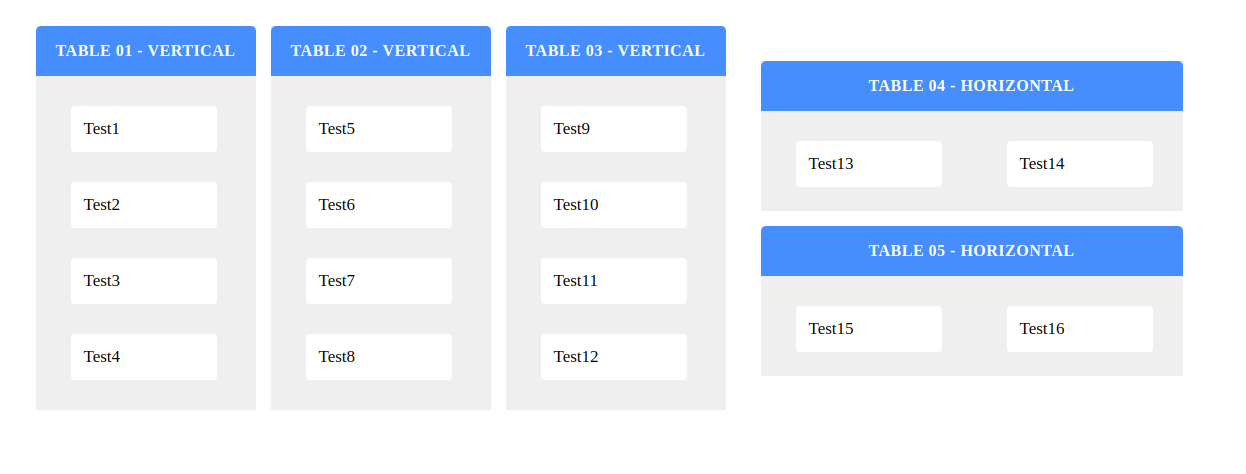 TABLE 01 - VERTICAL
Test1
Test2
Test3
Test4
TABLE 02 - VERTICAL
Test5
Test6
Test7
Test8
TABLE 03 - VERTICAL
Test9
Test10
Test11
Test12
TABLE 04 - HORIZONTAL
Test13
Test14
TABLE 05 - HORIZONTAL
Test15
Test16